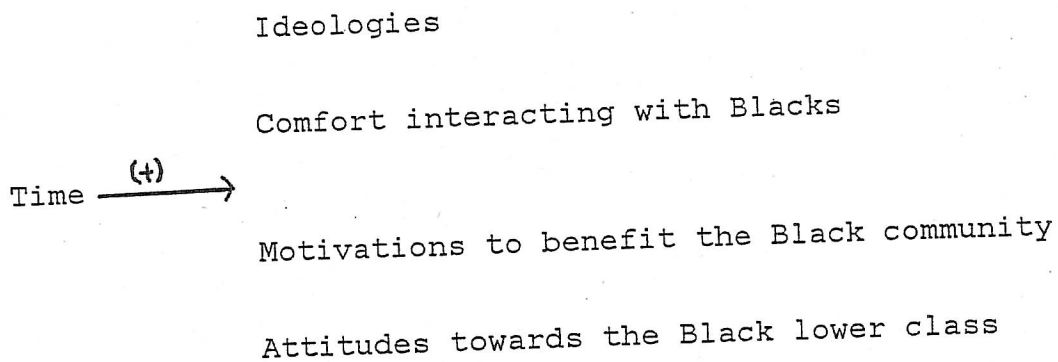 Ideologies
Comfort interacting with Blacks
(+)
Time
Motivations to benefit the Black community
Attitudes towards the Black lower class